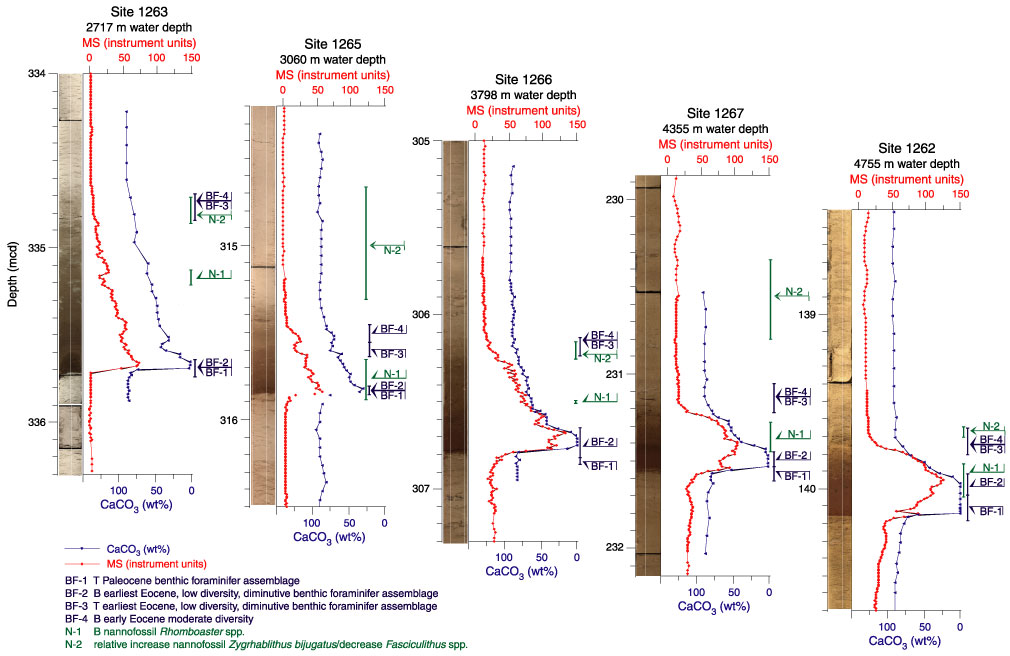 Site 1263
2717 m water depth
MS (instrument units)
0 50 100 150
Site 1265
3060 m water depth
MS (instrument units)
0 50 100 150
Site 1266
3798 m water depth
MS (instrument units)
0 50 100 150
Site 1267
4355 m water depth
MS (instrument units)
0 50 100 150
Site 1262
4755 m water depth
MS (instrument units)
0 50 100 150
Depth (mcd)
334
335
336
BF-4
BF-3
N-2
N-1
BF-2
BF-1
100 50 0
CaCO3 (wt%)
315
316
N-2
BF-4
BF-3
N-1
BF-2
BF-1
100 50 0
CaCO3 (wt%)
305
306
307
BF-4
BF-3
N-2
N-1
BF-2
BF-1
100 50 0
CaCO3 (wt%)
230
231
232
N-2
BF-4
BF-3
N-1
BF-2
BF-1
100 50 0
CaCO3 (wt%)
139
140
N-2
BF-4
BF-3
N-1
BF-2
BF-1
100 50 0
CaCO3 (wt%)
CaCO3 (wt%)
MS (instrument units)
BF-1 T Paleocene benthic foraminifer assemblage
BF-2 B earliest Eocene, low diversity, diminutive benthic foraminifer assemblage
BF-3 T earliest Eocene, low diversity, diminutive benthic foraminifer assemblage
BF-4 B early Eocene moderate diversity
N-1 B nannofossil Rhomboaster spp.
N-2 relative increase nannofossil Zygrhablithus bijugatus/decrease Fasciculithus spp.